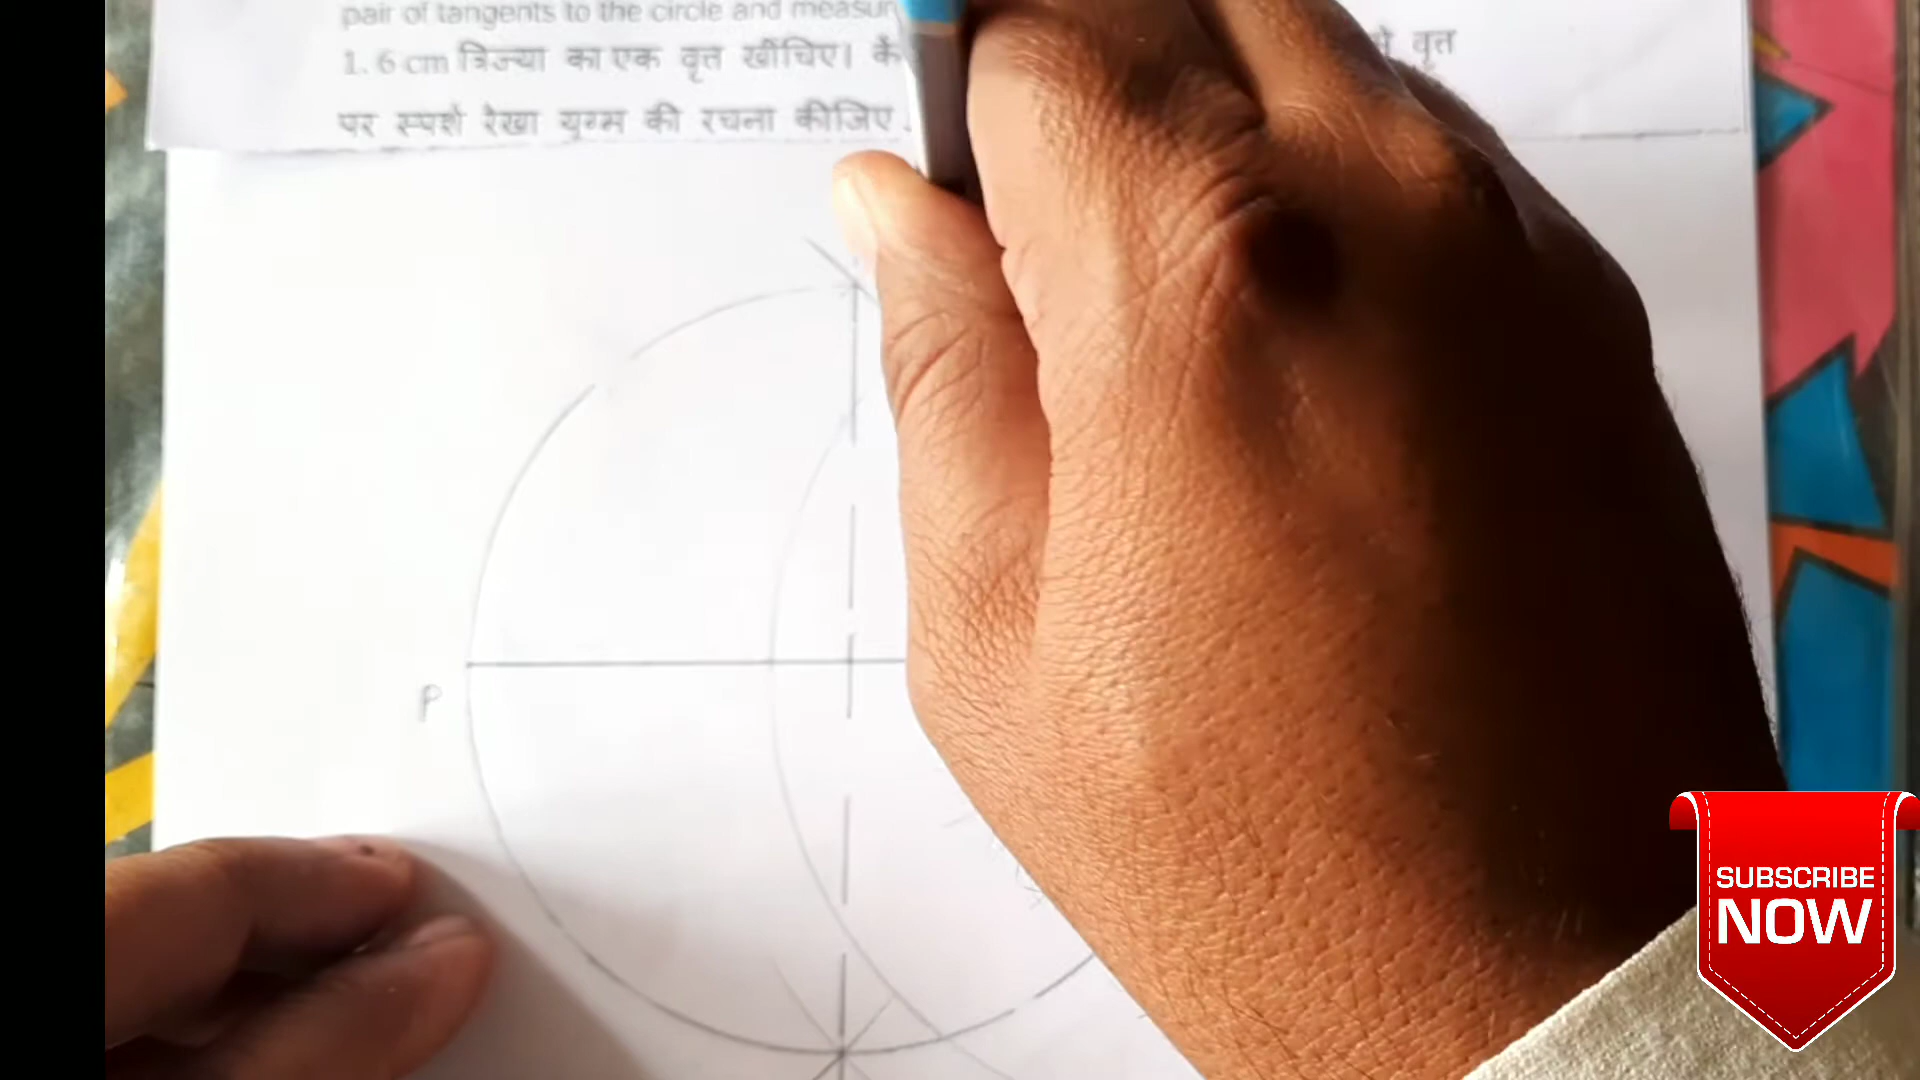 pair of tangents to the circle and measur
1. 6 cm त्रिज्या का एक वृत्त खींचिए। कें
वृत्त
पर स्पर्श रेखा युग्म की रचना कीजिए
P
SUBSCRIBE
NOW